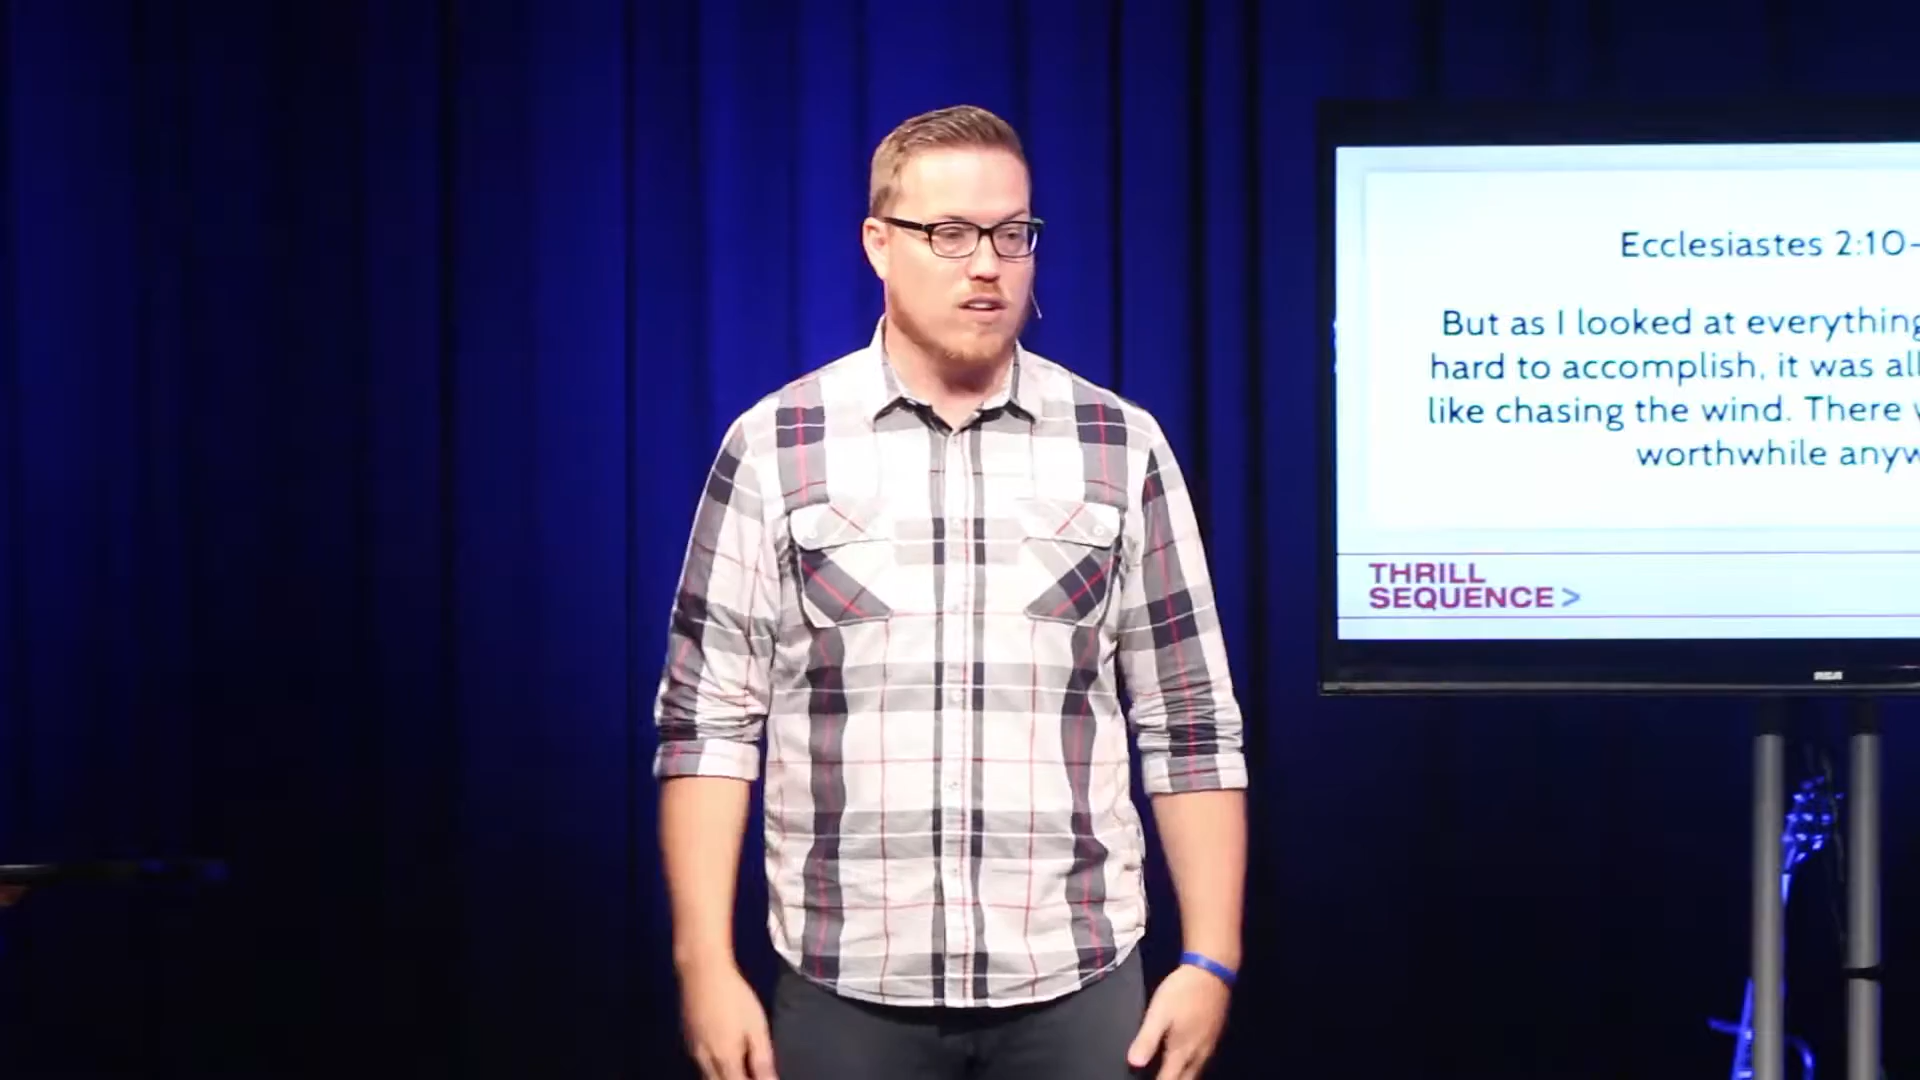 Ecclesiastes 2:10-
But as I looked at everything
hard to accomplish, it was all
like chasing the wind. There
worthwhile
THRILL
SEQUENCE >
RCA